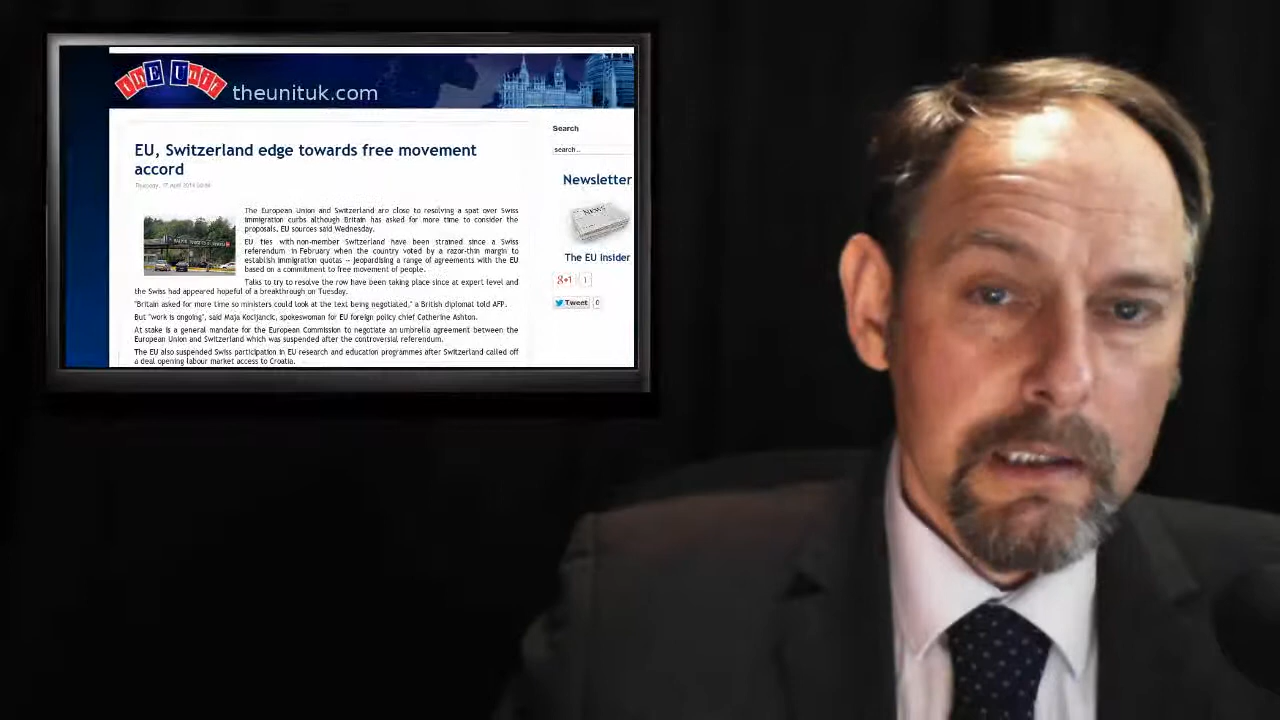 thE Unit
theunituk.com
EU, Switzerland edge towards free movement
accord
Thursday, 17 April 2014
The European Union and Switzerland are close to resolving a spat over Swiss
immigration curbs although Britain has asked for more time to consider the
proposals, EU sources said Wednesday.
EU ties with non-member Switzerland have been strained since a Swiss
referendum in February when the country voted by a razor-thin margin to
establish immigration quotas -- jeopardising a range of agreements with the EU
based on a commitment to free movement of people.
Talks to try to resolve the row have been taking place since at expert level and
the Swiss had appeared hopeful of a breakthrough on Tuesday.
"Britain asked for more time so ministers could look at the text being negotiated," a British diplomat told AFP.
But "work is ongoing", said Maja Kocijancic, spokeswoman for EU foreign policy chief Catherine Ashton.
At stake is a general mandate for the European Commission to negotiate an umbrella agreement between the
European Union and Switzerland which was suspended after the controversial referendum.
The EU also suspended Swiss participation in EU research and education programmes after Switzerland called off
a deal opening labour market access to Croatia.
Search
search...
Newsletter
NEWS
The EU Insider
g+1 1
Tweet 0